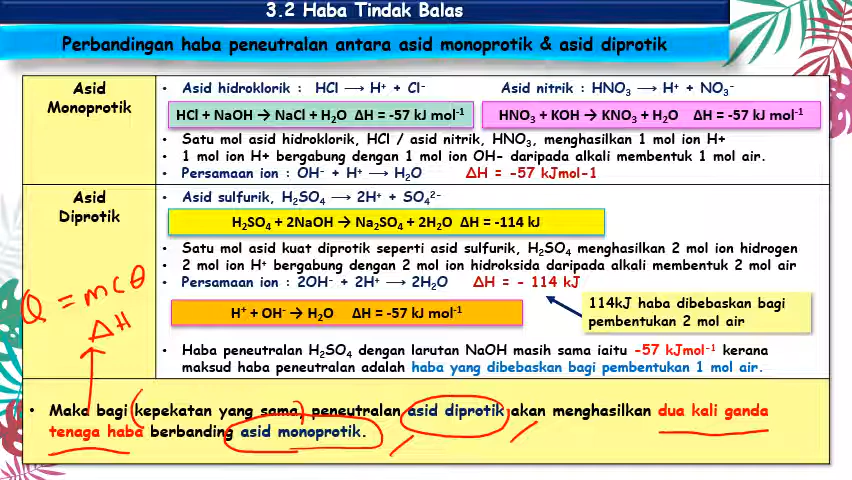 3.2 Haba Tindak Balas
Perbandingan haba peneutralan antara asid monoprotik & asid diprotik
Asid
Monoprotik
• Asid hidroklorik : HCl ⟶ H⁺ + Cl⁻ Asid nitrik : HNO₃ ⟶ H⁺ + NO₃⁻
HCl + NaOH → NaCl + H₂O ΔH = -57 kJ mol⁻¹ HNO₃ + KOH → KNO₃ + H₂O ΔH = -57 kJ mol⁻¹
• Satu mol asid hidroklorik, HCl / asid nitrik, HNO₃, menghasilkan 1 mol ion H+
• 1 mol ion H+ bergabung dengan 1 mol ion OH- daripada alkali membentuk 1 mol air.
• Persamaan ion : OH⁻ + H⁺ ⟶ H₂O ΔH = -57 kJmol-1
Asid
Diprotik
• Asid sulfurik, H₂SO₄ ⟶ 2H⁺ + SO₄²⁻
H₂SO₄ + 2NaOH → Na₂SO₄ + 2H₂O ΔH = -114 kJ
• Satu mol asid kuat diprotik seperti asid sulfurik, H₂SO₄ menghasilkan 2 mol ion hidrogen
• 2 mol ion H⁺ bergabung dengan 2 mol ion hidroksida daripada alkali membentuk 2 mol air
• Persamaan ion : 2OH⁻ + 2H⁺ ⟶ 2H₂O ΔH = - 114 kJ
114kJ haba dibebaskan bagi
pembentukan 2 mol air
H⁺ + OH⁻ → H₂O ΔH = -57 kJ mol⁻¹
• Haba peneutralan H₂SO₄ dengan larutan NaOH masih sama iaitu -57 kJmol⁻¹ kerana
maksud haba peneutralan adalah haba yang dibebaskan bagi pembentukan 1 mol air.
Q = mcθ
ΔH
• Maka bagi (kepekatan yang sama) peneutralan asid diprotik akan menghasilkan dua kali ganda
tenaga haba berbanding asid monoprotik.